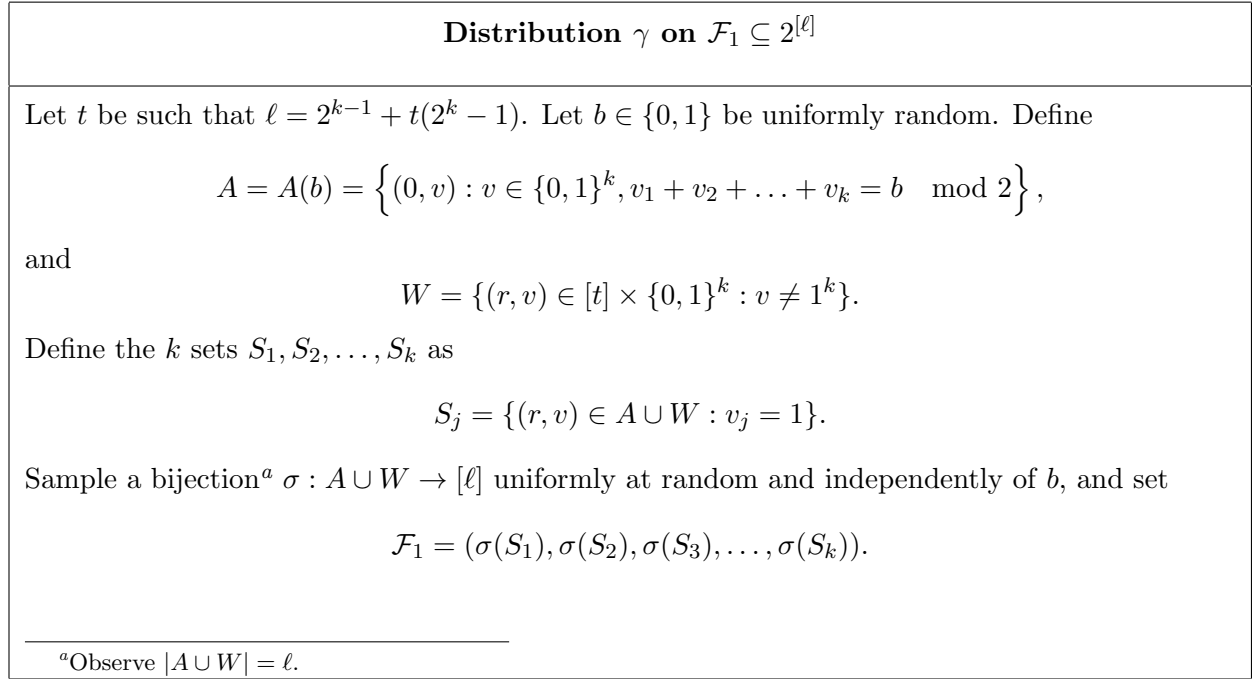 Distribution γ on 𝓕₁ ⊆ 2^{[ℓ]}
Let t be such that ℓ = 2^{k−1} + t(2^k − 1). Let b ∈ {0, 1} be uniformly random. Define
A = A(b) = {(0, v) : v ∈ {0, 1}^k, v₁ + v₂ + … + v_k = b mod 2},
and
W = {(r, v) ∈ [t] × {0, 1}^k : v ≠ 1^k}.
Define the k sets S₁, S₂, …, S_k as
S_j = {(r, v) ∈ A ∪ W : v_j = 1}.
Sample a bijection^a σ : A ∪ W → [ℓ] uniformly at random and independently of b, and set
𝓕₁ = (σ(S₁), σ(S₂), σ(S₃), …, σ(S_k)).
^aObserve |A ∪ W| = ℓ.